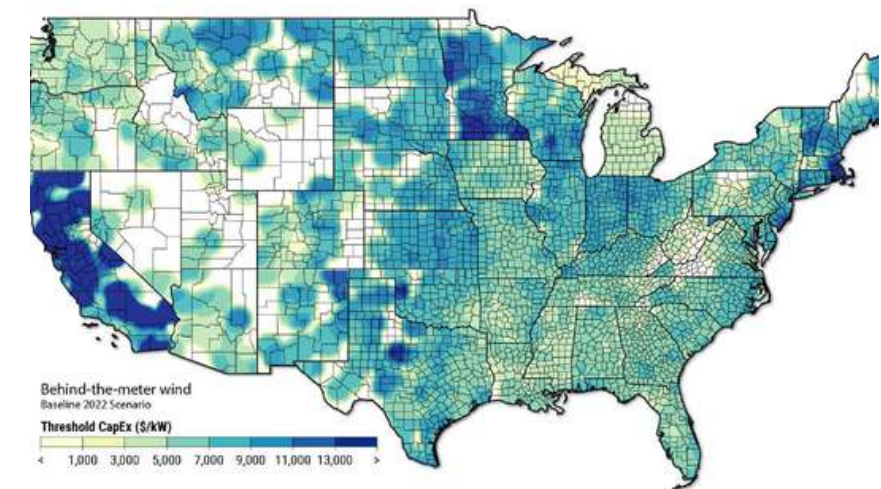 Behind-the-meter wind
Baseline 2022 Scenario
Threshold CapEx ($/kW)
< 1,000 3,000 5,000 7,000 9,000 11,000 13,000 >